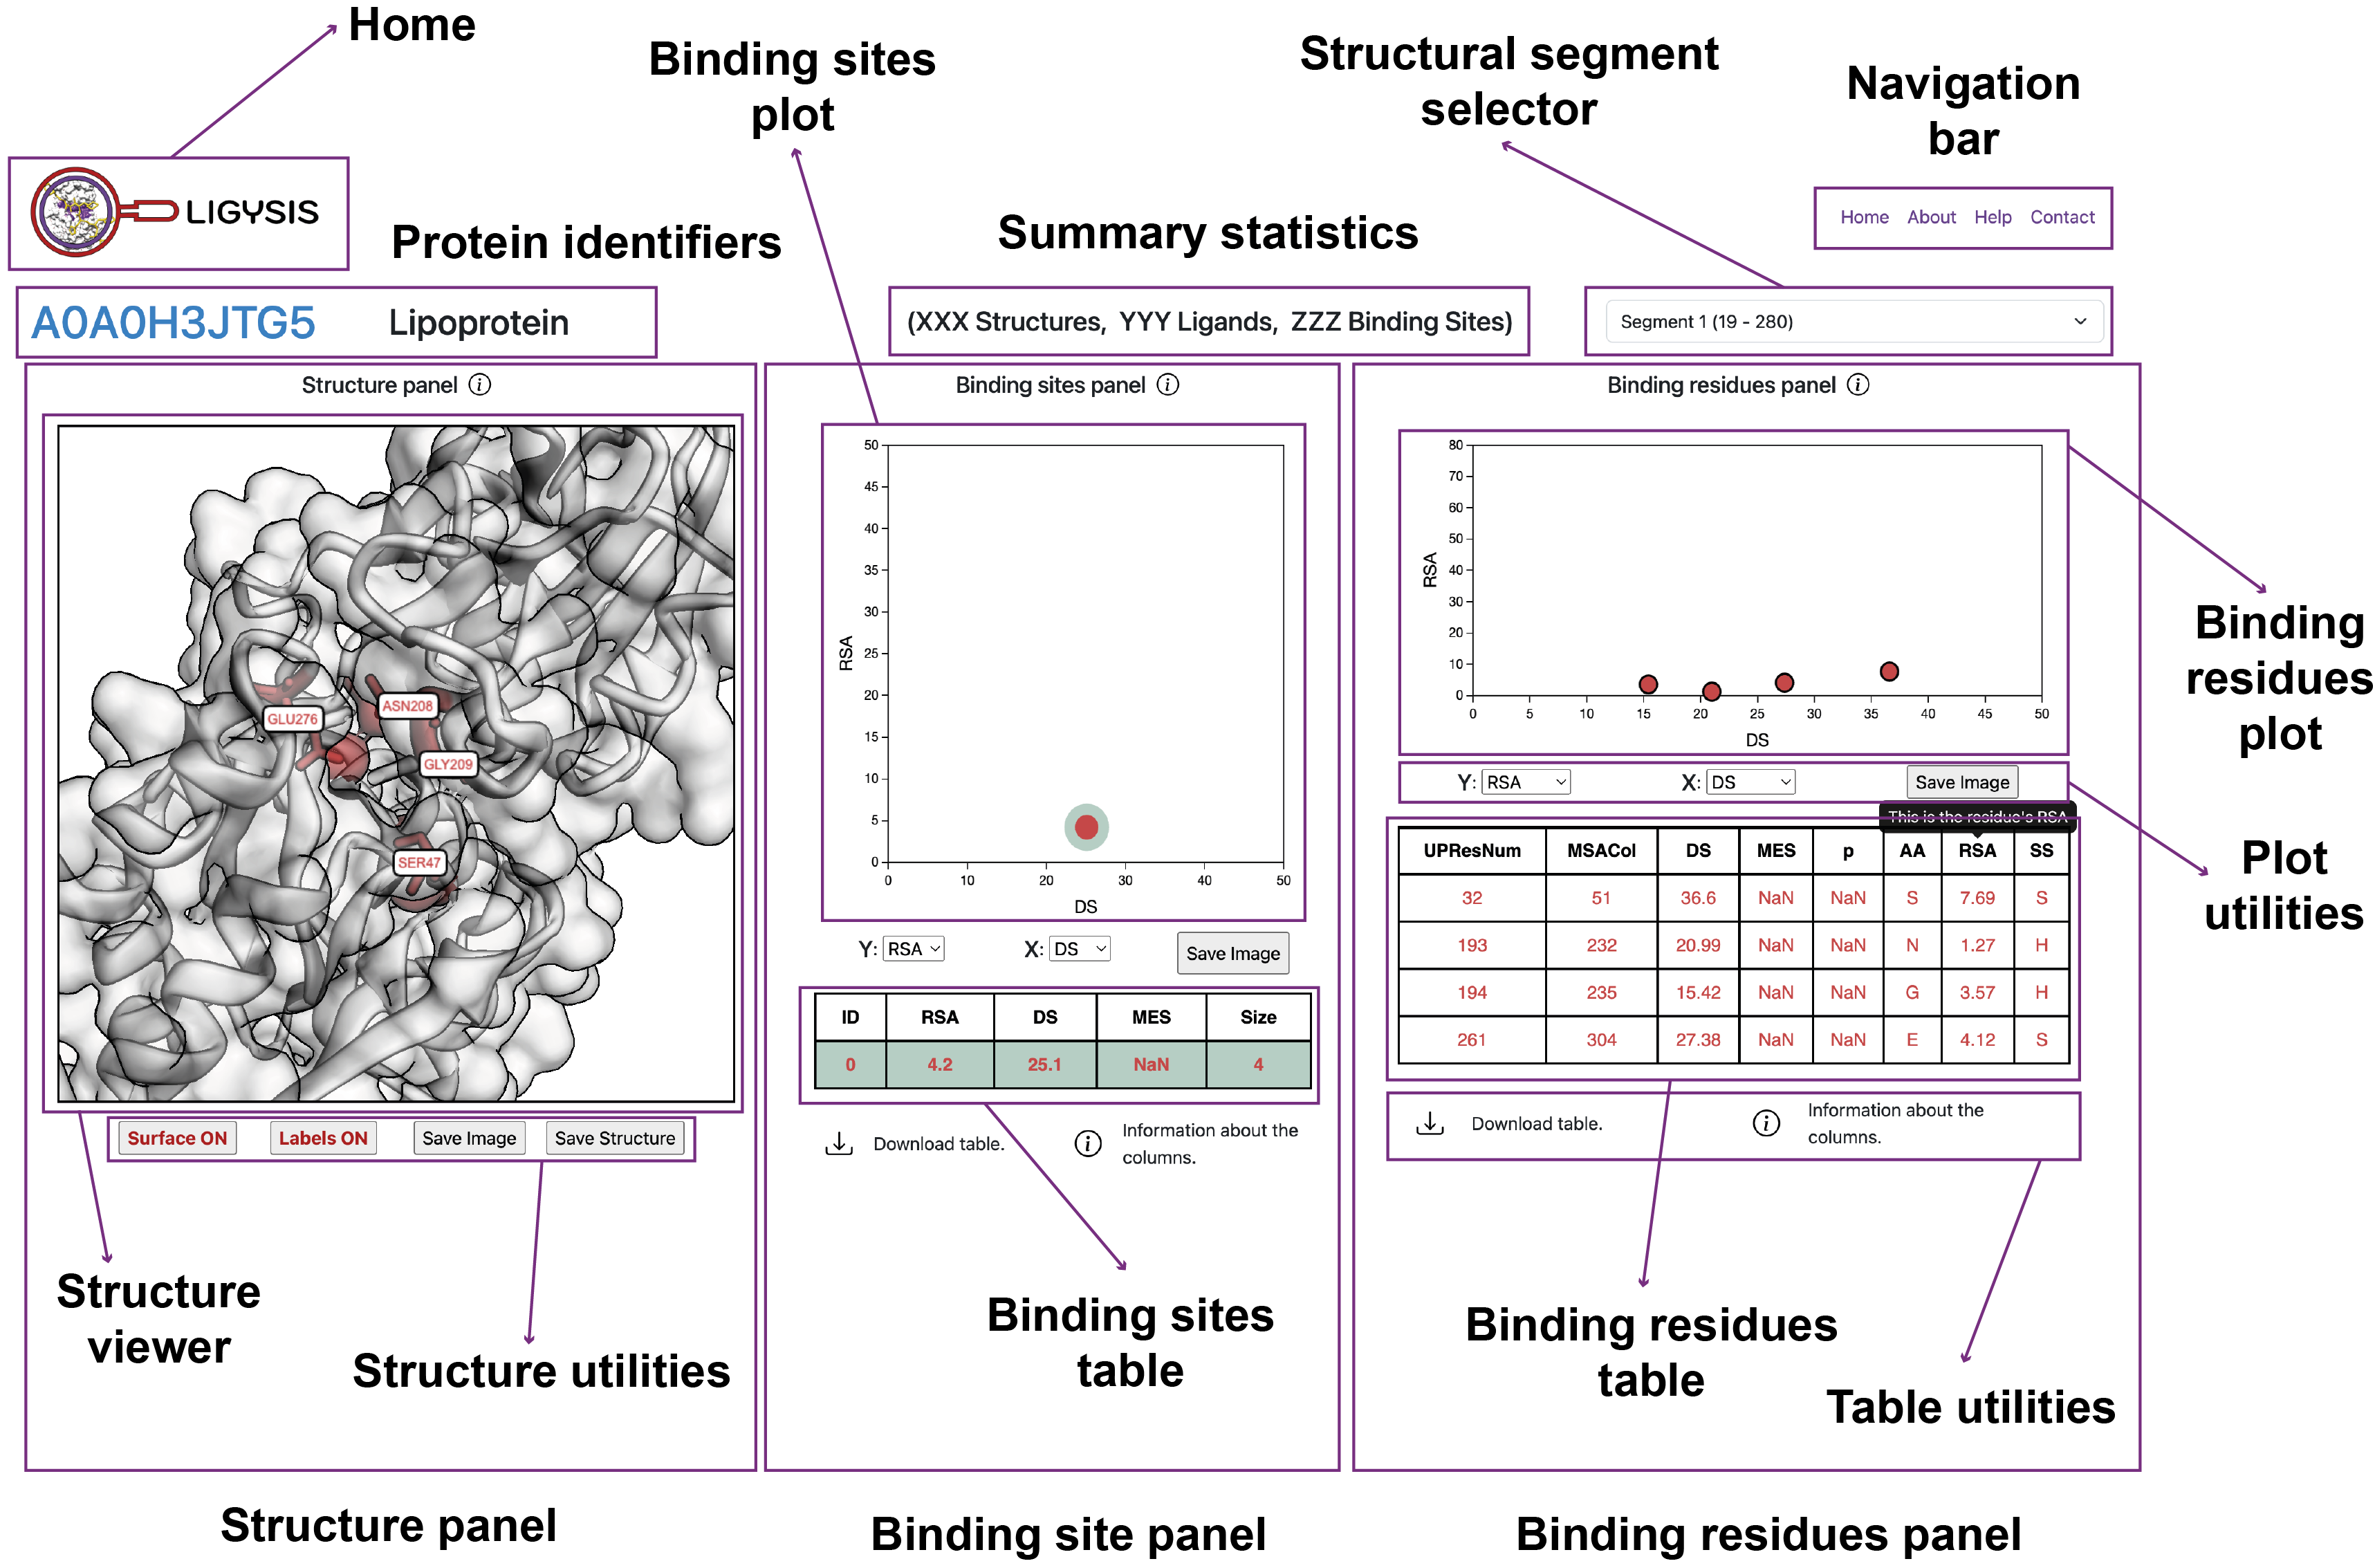 Home
Binding sites
plot
Structural segment
selector
Navigation
bar
LIGYSIS
Protein identifiers
Summary statistics
Home About Help Contact
A0A0H3JTG5 Lipoprotein
(XXX Structures, YYY Ligands, ZZZ Binding Sites)
Segment 1 (19 - 280)
Structure panel i
GLU276
ASN208
GLY209
SER47
Surface ON Labels ON Save Image Save Structure
Structure
viewer
Structure utilities
Structure panel
Binding sites panel i
50
45
40
35
30
25
20
15
10
5
0
RSA
0 10 20 30 40 50
DS
Y: RSA X: DS Save Image
ID RSA DS MES Size
0 4.2 25.1 NaN 4
Download table. i Information about the
columns.
Binding sites
table
Binding site panel
Binding residues panel i
80
70
60
50
40
30
20
10
0
RSA
0 5 10 15 20 25 30 35 40 45 50
DS
Binding
residues
plot
Y: RSA X: DS Save Image
This is the residue's RSA
Plot
utilities
UPResNum MSACol DS MES p AA RSA SS
32 51 36.6 NaN NaN S 7.69 S
193 232 20.99 NaN NaN N 1.27 H
194 235 15.42 NaN NaN G 3.57 H
261 304 27.38 NaN NaN E 4.12 S
Download table. i Information about the
columns.
Binding residues
table
Table utilities
Binding residues panel